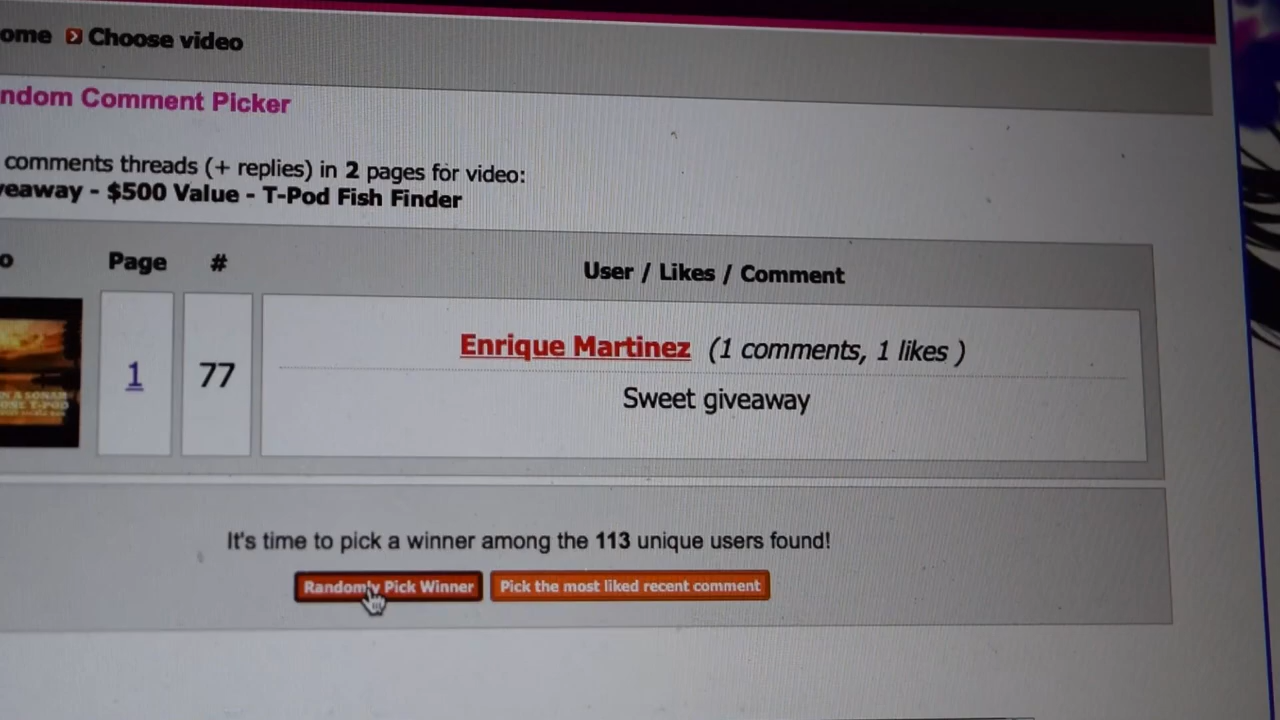 ome Choose video
ndom Comment Picker
comments threads (+ replies) in 2 pages for video:
veaway - $500 Value - T-Pod Fish Finder
o Page # User / Likes / Comment
1 77 Enrique Martinez (1 comments, 1 likes )
Sweet giveaway
It's time to pick a winner among the 113 unique users found!
Randomly Pick Winner Pick the most liked recent comment